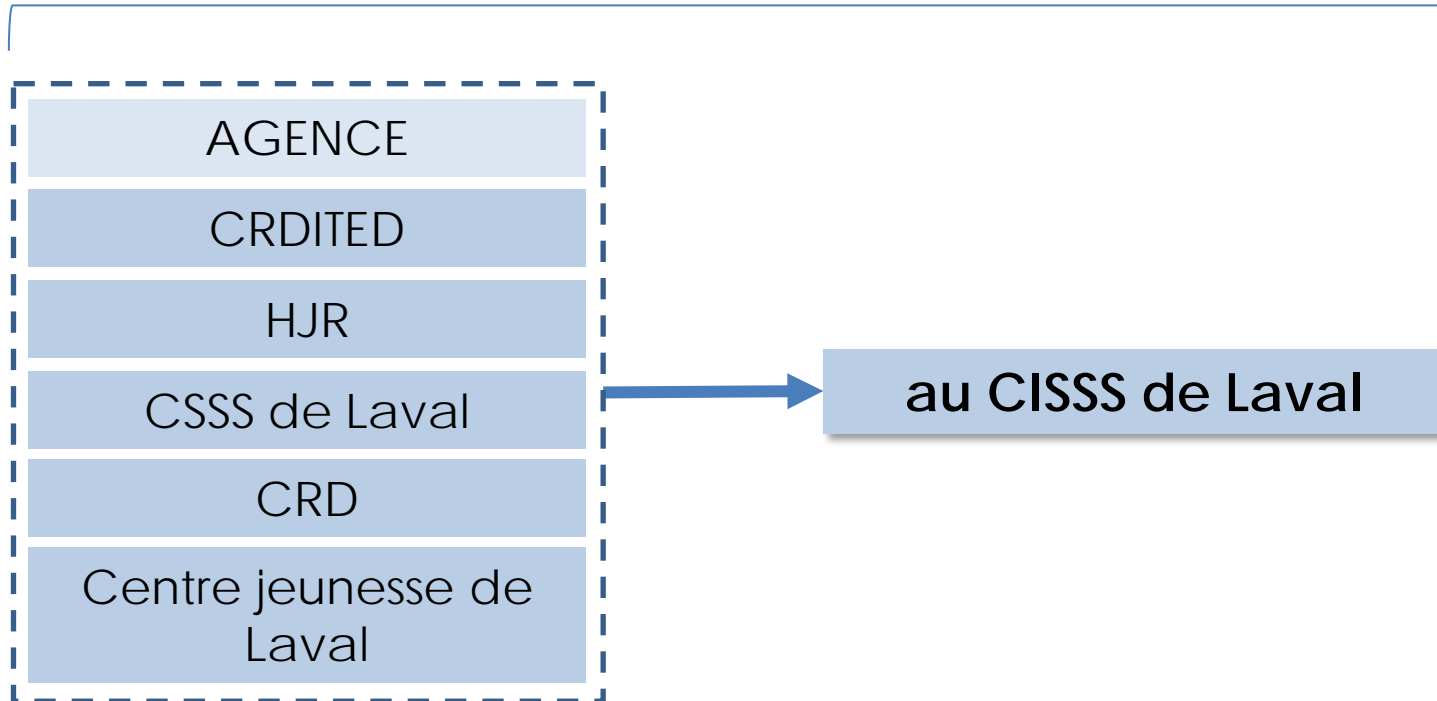 AGENCE
CRDITED
HJR
CSSS de Laval
CRD
Centre jeunesse de
Laval
au CISSS de Laval